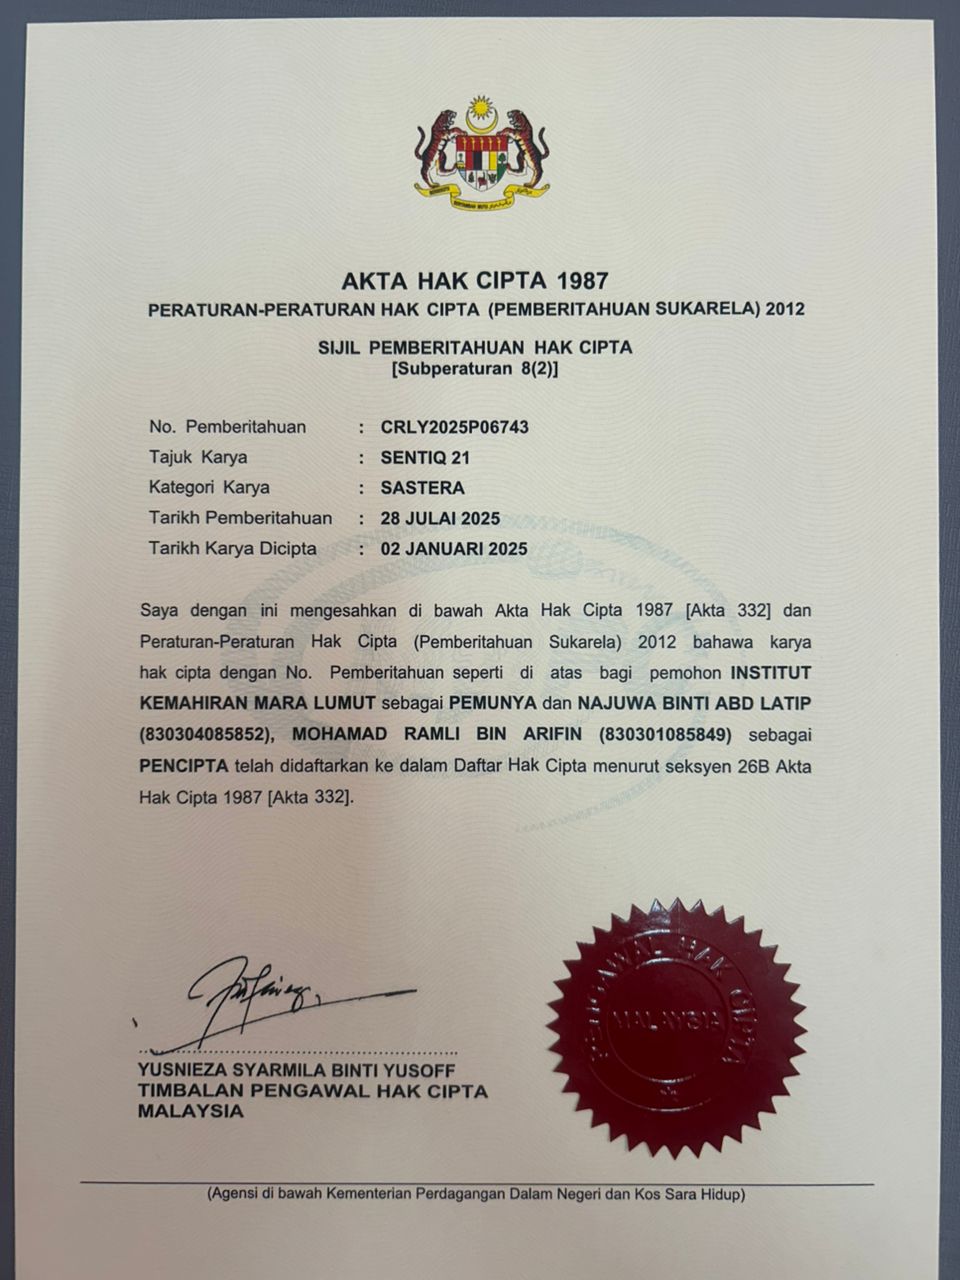 AKTA HAK CIPTA 1987
PERATURAN-PERATURAN HAK CIPTA (PEMBERITAHUAN SUKARELA) 2012
SIJIL PEMBERITAHUAN HAK CIPTA
[Subperaturan 8(2)]
No. Pemberitahuan : CRLY2025P06743
Tajuk Karya : SENTIQ 21
Kategori Karya : SASTERA
Tarikh Pemberitahuan : 28 JULAI 2025
Tarikh Karya Dicipta : 02 JANUARI 2025
Saya dengan ini mengesahkan di bawah Akta Hak Cipta 1987 [Akta 332] dan
Peraturan-Peraturan Hak Cipta (Pemberitahuan Sukarela) 2012 bahawa karya
hak cipta dengan No. Pemberitahuan seperti di atas bagi pemohon INSTITUT
KEMAHIRAN MARA LUMUT sebagai PEMUNYA dan NAJUWA BINTI ABD LATIP
(830304085852), MOHAMAD RAMLI BIN ARIFIN (830301085849) sebagai
PENCIPTA telah didaftarkan ke dalam Daftar Hak Cipta menurut seksyen 26B Akta
Hak Cipta 1987 [Akta 332].
PENGAWAL HAK CIPTA
MALAYSIA
YUSNIEZA SYARMILA BINTI YUSOFF
TIMBALAN PENGAWAL HAK CIPTA
MALAYSIA
(Agensi di bawah Kementerian Perdagangan Dalam Negeri dan Kos Sara Hidup)